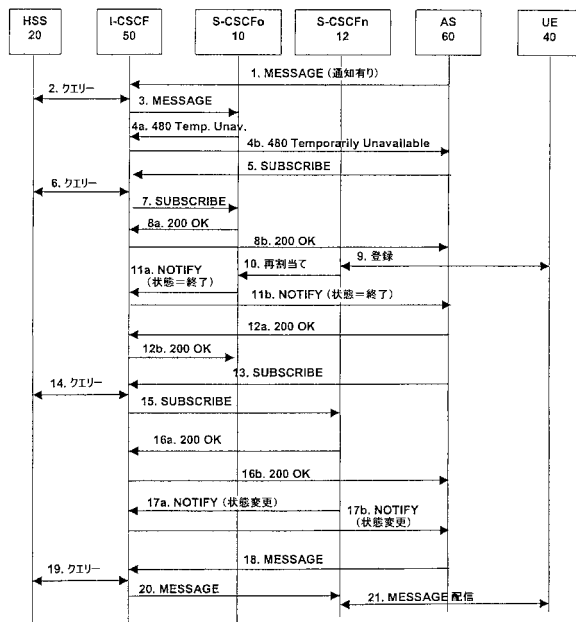 HSS
20
I-CSCF
50
S-CSCFo
10
S-CSCFn
12
AS
60
UE
40
1. MESSAGE (通知有り)
2. クエリー
3. MESSAGE
4a. 480 Temp. Unav.
4b. 480 Temporarily Unavailable
5. SUBSCRIBE
6. クエリー
7. SUBSCRIBE
8a. 200 OK
8b. 200 OK
9. 登録
10. 再割当て
11a. NOTIFY
(状態=終了)
11b. NOTIFY (状態=終了)
12a. 200 OK
12b. 200 OK
13. SUBSCRIBE
14. クエリー
15. SUBSCRIBE
16a. 200 OK
16b. 200 OK
17a. NOTIFY (状態変更)
17b. NOTIFY
(状態変更)
18. MESSAGE
19. クエリー
20. MESSAGE
21. MESSAGE 配信